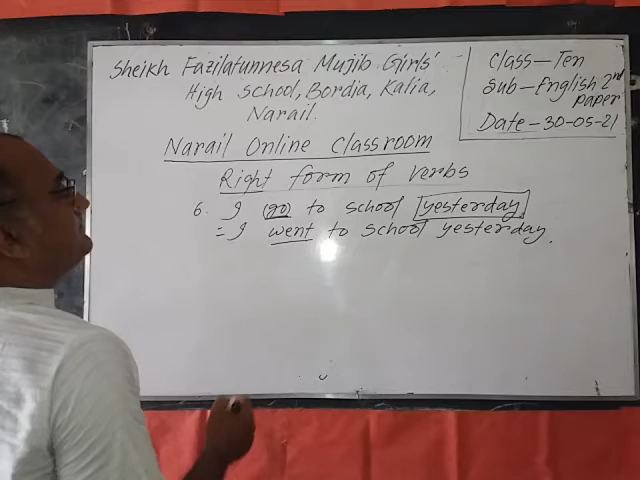 Sheikh Fazilatunnesa Mujib Girls'
High School, Bordia, Kalia,
Narail.
Class-Ten
Sub-English 2nd
paper
Date-30-05-21
Narail Online Classroom
Right form of verbs
6. I (go) to school yesterday.
= I went to school yesterday.